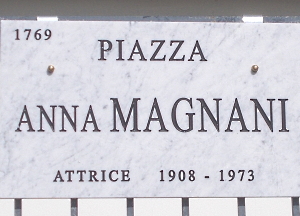 1769
PIAZZA
ANNA MAGNANI
ATTRICE 1908 - 1973